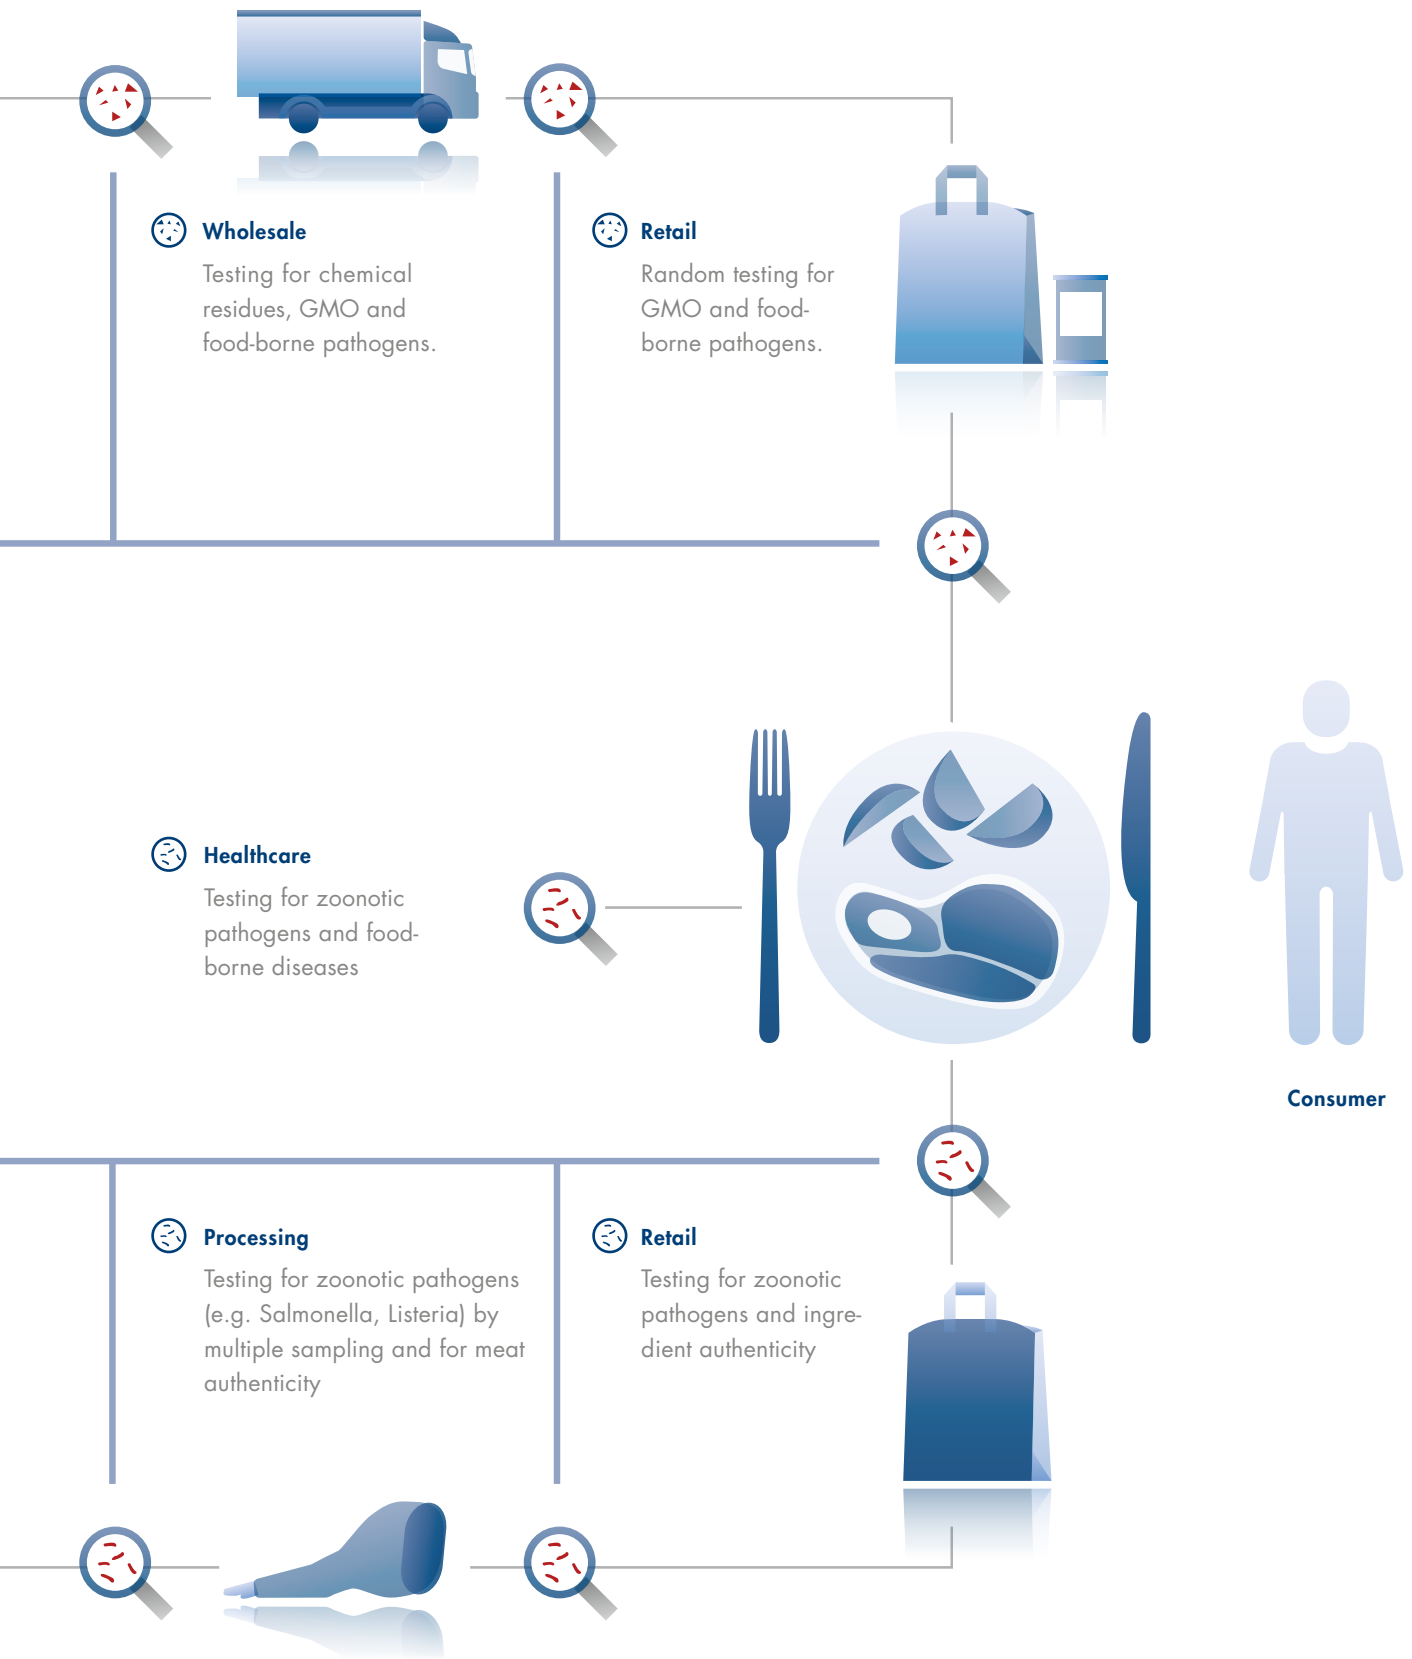 Wholesale
Testing for chemical
residues, GMO and
food-borne pathogens.
Retail
Random testing for
GMO and food-
borne pathogens.
Healthcare
Testing for zoonotic
pathogens and food-
borne diseases
Consumer
Processing
Testing for zoonotic pathogens
(e.g. Salmonella, Listeria) by
multiple sampling and for meat
authenticity
Retail
Testing for zoonotic
pathogens and ingre-
dient authenticity